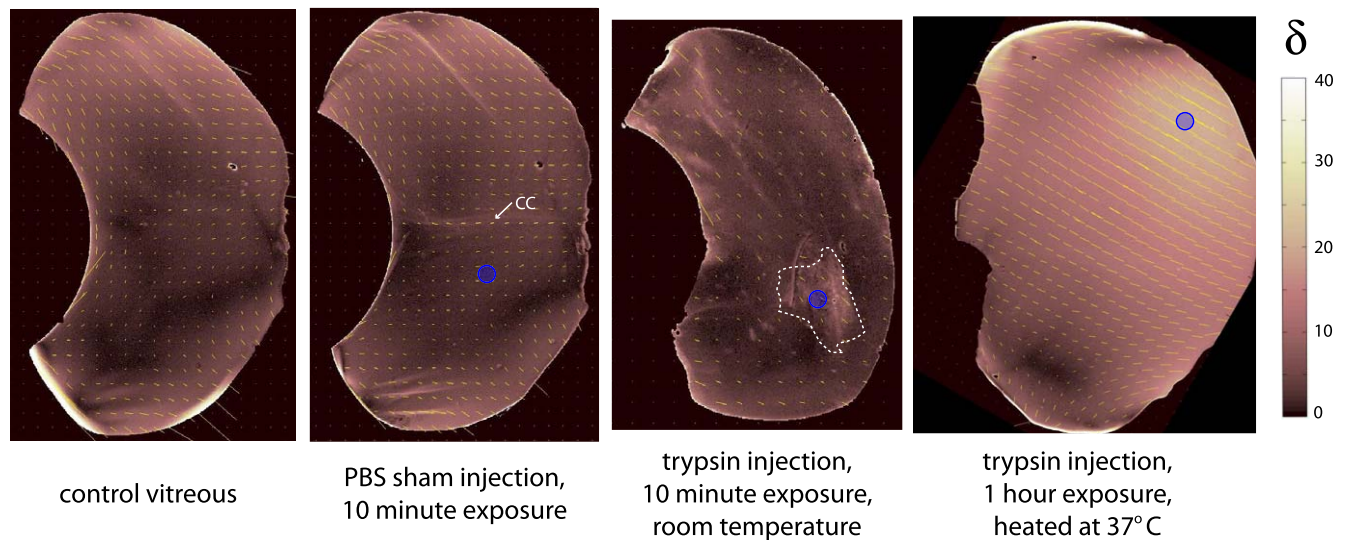 δ
40
30
20
10
0
CC
control vitreous
PBS sham injection,
10 minute exposure
trypsin injection,
10 minute exposure,
room temperature
trypsin injection,
1 hour exposure,
heated at 37°C